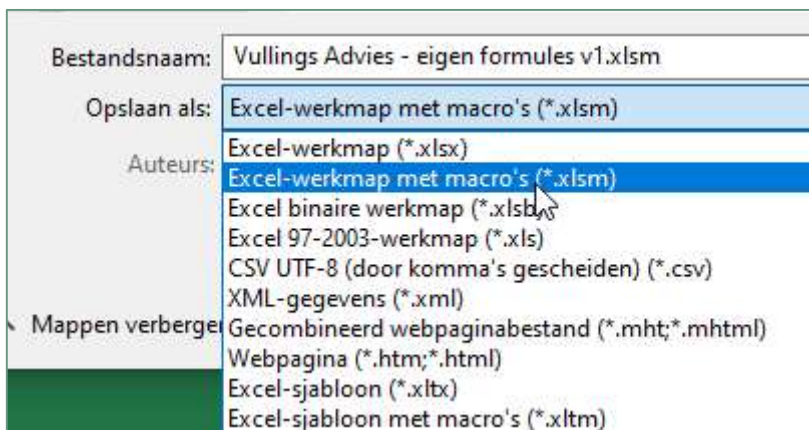 Bestandsnaam: Vullings Advies - eigen formules v1.xlsm
Opslaan als: Excel-werkmap met macro's (*.xlsm)
Auteurs:
Excel-werkmap (*.xlsx)
Excel-werkmap met macro's (*.xlsm)
Excel binaire werkmap (*.xlsb)
Excel 97-2003-werkmap (*.xls)
CSV UTF-8 (door komma's gescheiden) (*.csv)
XML-gegevens (*.xml)
Mappen verberge
Gecombineerd webpaginabestand (*.mht;*.mhtml)
Webpagina (*.htm;*.html)
Excel-sjabloon (*.xltx)
Excel-sjabloon met macro's (*.xltm)